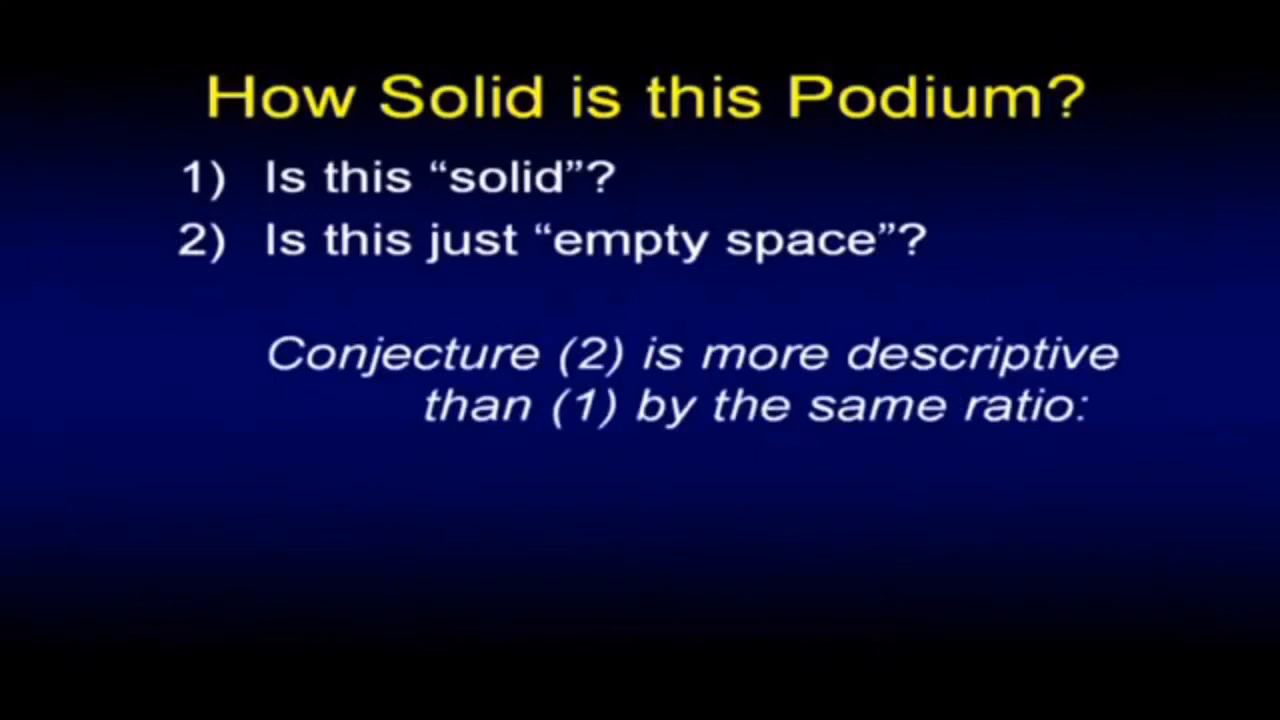 How Solid is this Podium?
1) Is this “solid”?
2) Is this just “empty space”?
Conjecture (2) is more descriptive
than (1) by the same ratio: